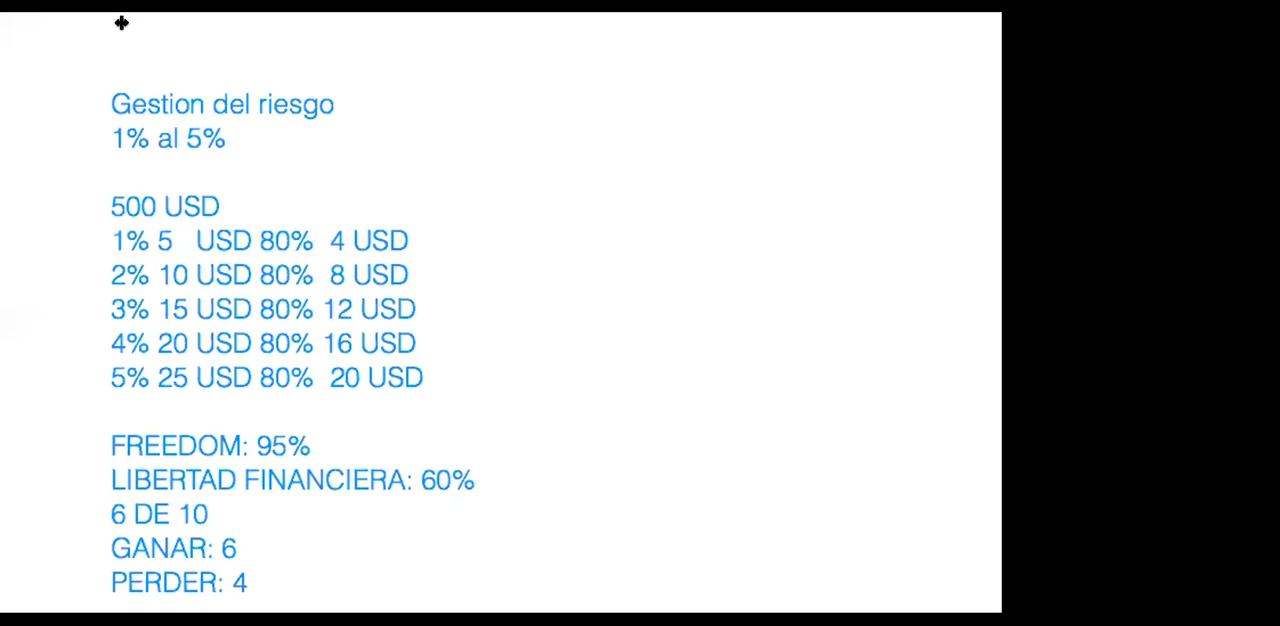 Gestion del riesgo
1% al 5%
500 USD
1% 5 USD 80% 4 USD
2% 10 USD 80% 8 USD
3% 15 USD 80% 12 USD
4% 20 USD 80% 16 USD
5% 25 USD 80% 20 USD
FREEDOM: 95%
LIBERTAD FINANCIERA: 60%
6 DE 10
GANAR: 6
PERDER: 4